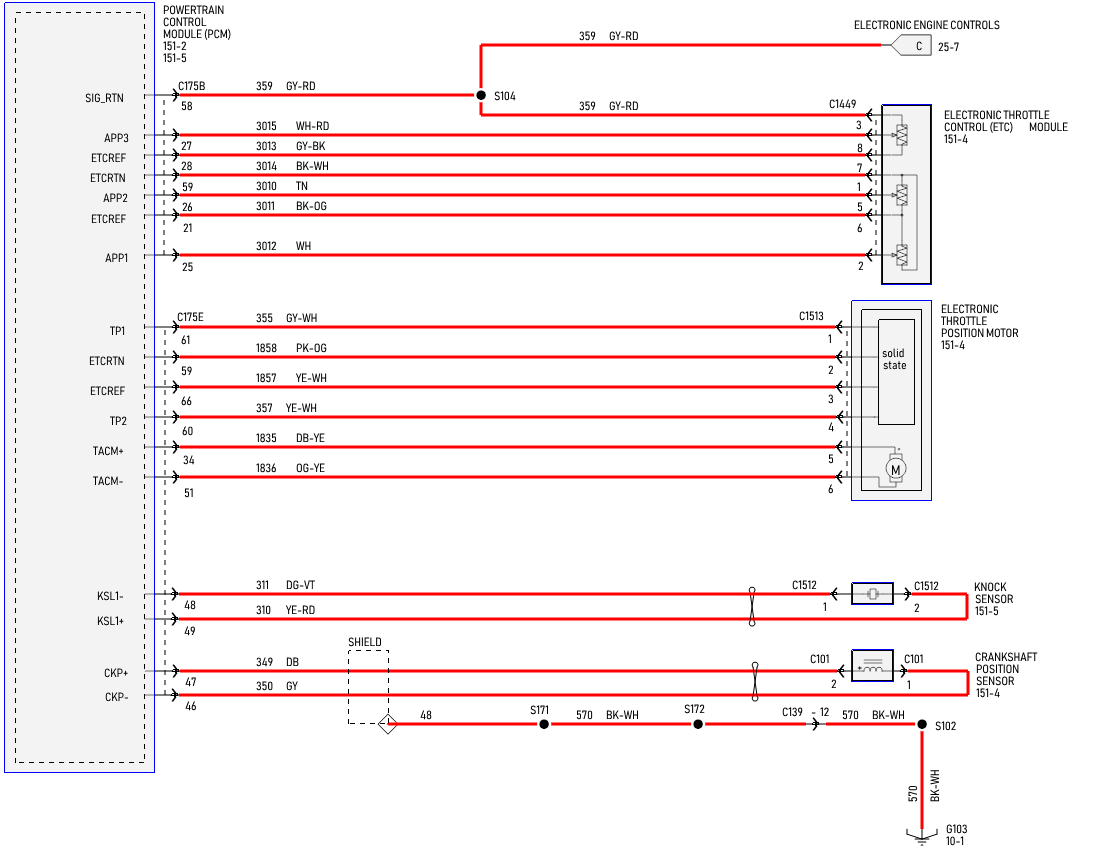 POWERTRAIN
CONTROL
MODULE (PCM)
151-2
151-5
ELECTRONIC ENGINE CONTROLS
359 GY-RD
C
25-7
SIG_RTN
C175B
58
359 GY-RD
S104
359 GY-RD
C1449
3
ELECTRONIC THROTTLE
CONTROL (ETC) MODULE
151-4
APP3
27
3015 WH-RD
8
ETCREF
28
3013 GY-BK
7
ETCRTN
59
3014 BK-WH
1
APP2
26
3010 TN
5
ETCREF
21
3011 BK-OG
6
APP1
25
3012 WH
2
ELECTRONIC
THROTTLE
POSITION MOTOR
151-4
TP1
C175E
61
355 GY-WH
C1513
1
solid
state
ETCRTN
59
1858 PK-OG
2
ETCREF
66
1857 YE-WH
3
TP2
60
357 YE-WH
4
TACM+
34
1835 DB-YE
5
M
TACM-
51
1836 OG-YE
6
KSL1-
48
311 DG-VT
C1512
1
C1512
2
KNOCK
SENSOR
151-5
KSL1+
49
310 YE-RD
SHIELD
CKP+
47
349 DB
C101
2
C101
1
CRANKSHAFT
POSITION
SENSOR
151-4
CKP-
46
350 GY
48
S171
570 BK-WH
S172
C139 - 12
570 BK-WH
S102
570 BK-WH
G103
10-1